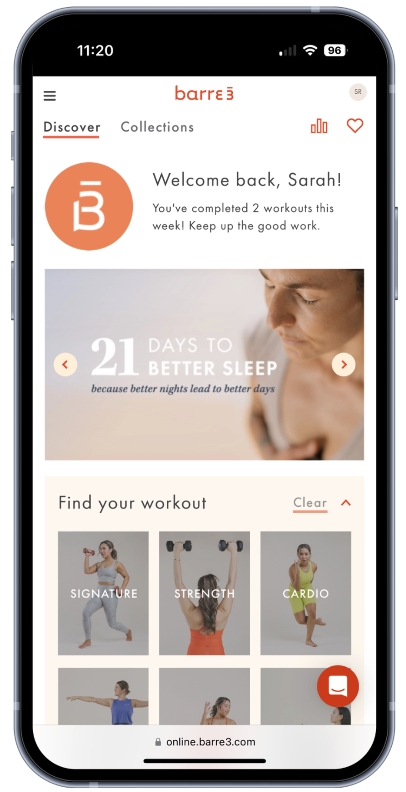 11:20
96
barre3
SR
Discover
Collections
B
Welcome back, Sarah!
You've completed 2 workouts this
week! Keep up the good work.
21 DAYS TO
BETTER SLEEP
because better nights lead to better days
Find your workout
Clear
SIGNATURE
STRENGTH
CARDIO
online.barre3.com